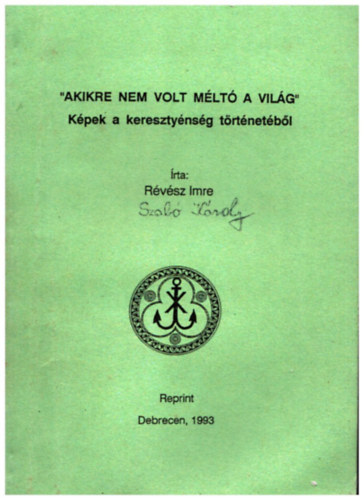 "AKIKRE NEM VOLT MÉLTÓ A VILÁG"
Képek a keresztyénség történetéből
Írta:
Révész Imre
Szabó Károly
Reprint
Debrecen, 1993